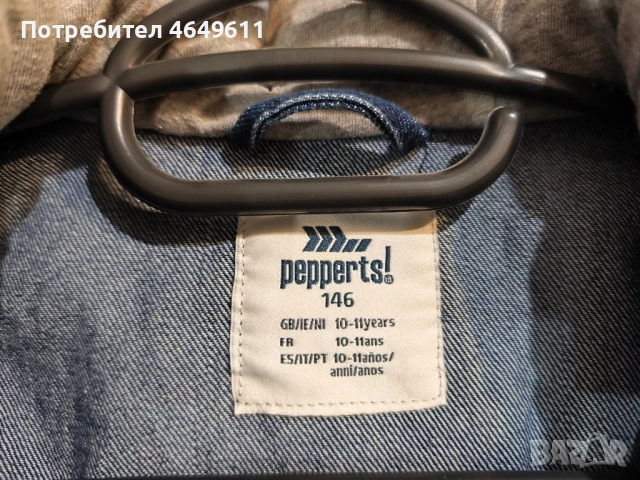 Потребител 4649611
pepperts!
146
GB/IE/NI 10-11years
FR 10-11ans
ES/IT/PT 10-11años/
anni/anos
BAZAR